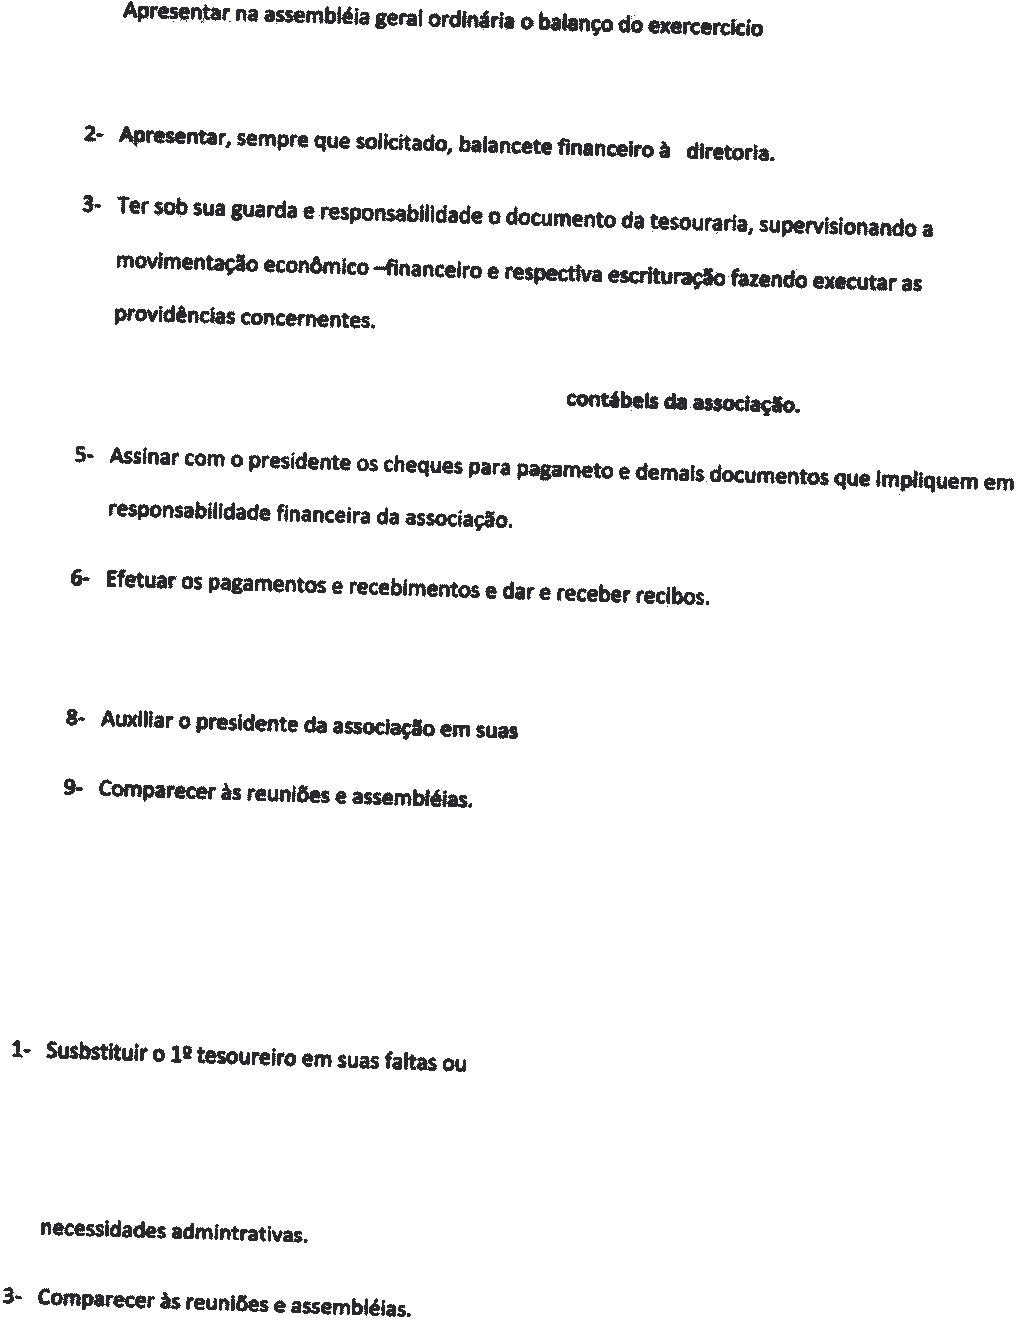 Apresentar na assembléia geral ordinária o balanço do exercercício
2- Apresentar, sempre que solicitado, balancete financeiro à diretoria.
3- Ter sob sua guarda e responsabilidade o documento da tesouraria, supervisionando a
movimentação econômico –financeiro e respectiva escrituração fazendo executar as
providências concernentes.
contábeis da associação.
5- Assinar com o presidente os cheques para pagameto e demais documentos que impliquem em
responsabilidade financeira da associação.
6- Efetuar os pagamentos e recebimentos e dar e receber recibos.
8- Auxiliar o presidente da associação em suas
9- Comparecer às reuniões e assembléias.
1- Susbstituir o 1º tesoureiro em suas faltas ou
necessidades admintrativas.
3- Comparecer às reuniões e assembléias.